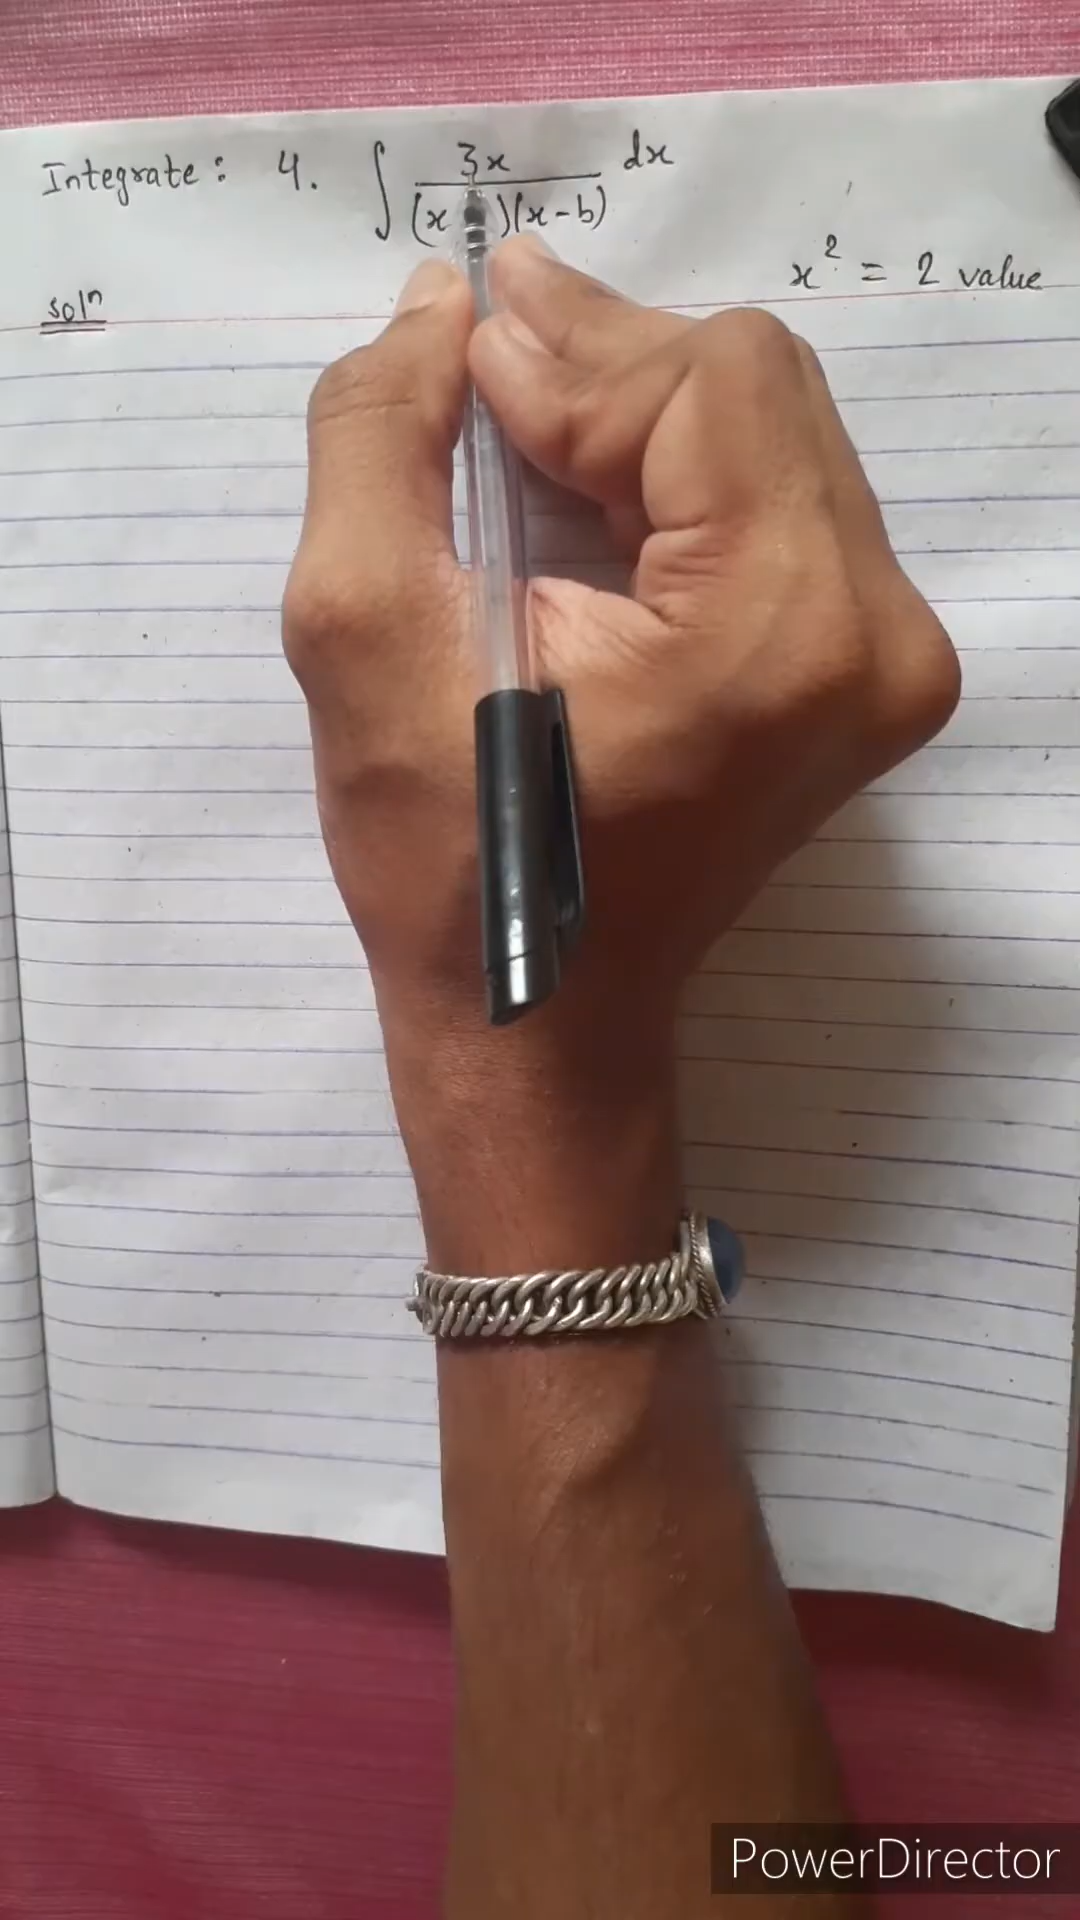 Integrate: 4. ∫ 3x / (x )(x-b) dx
x² = 2 value
solⁿ
PowerDirector